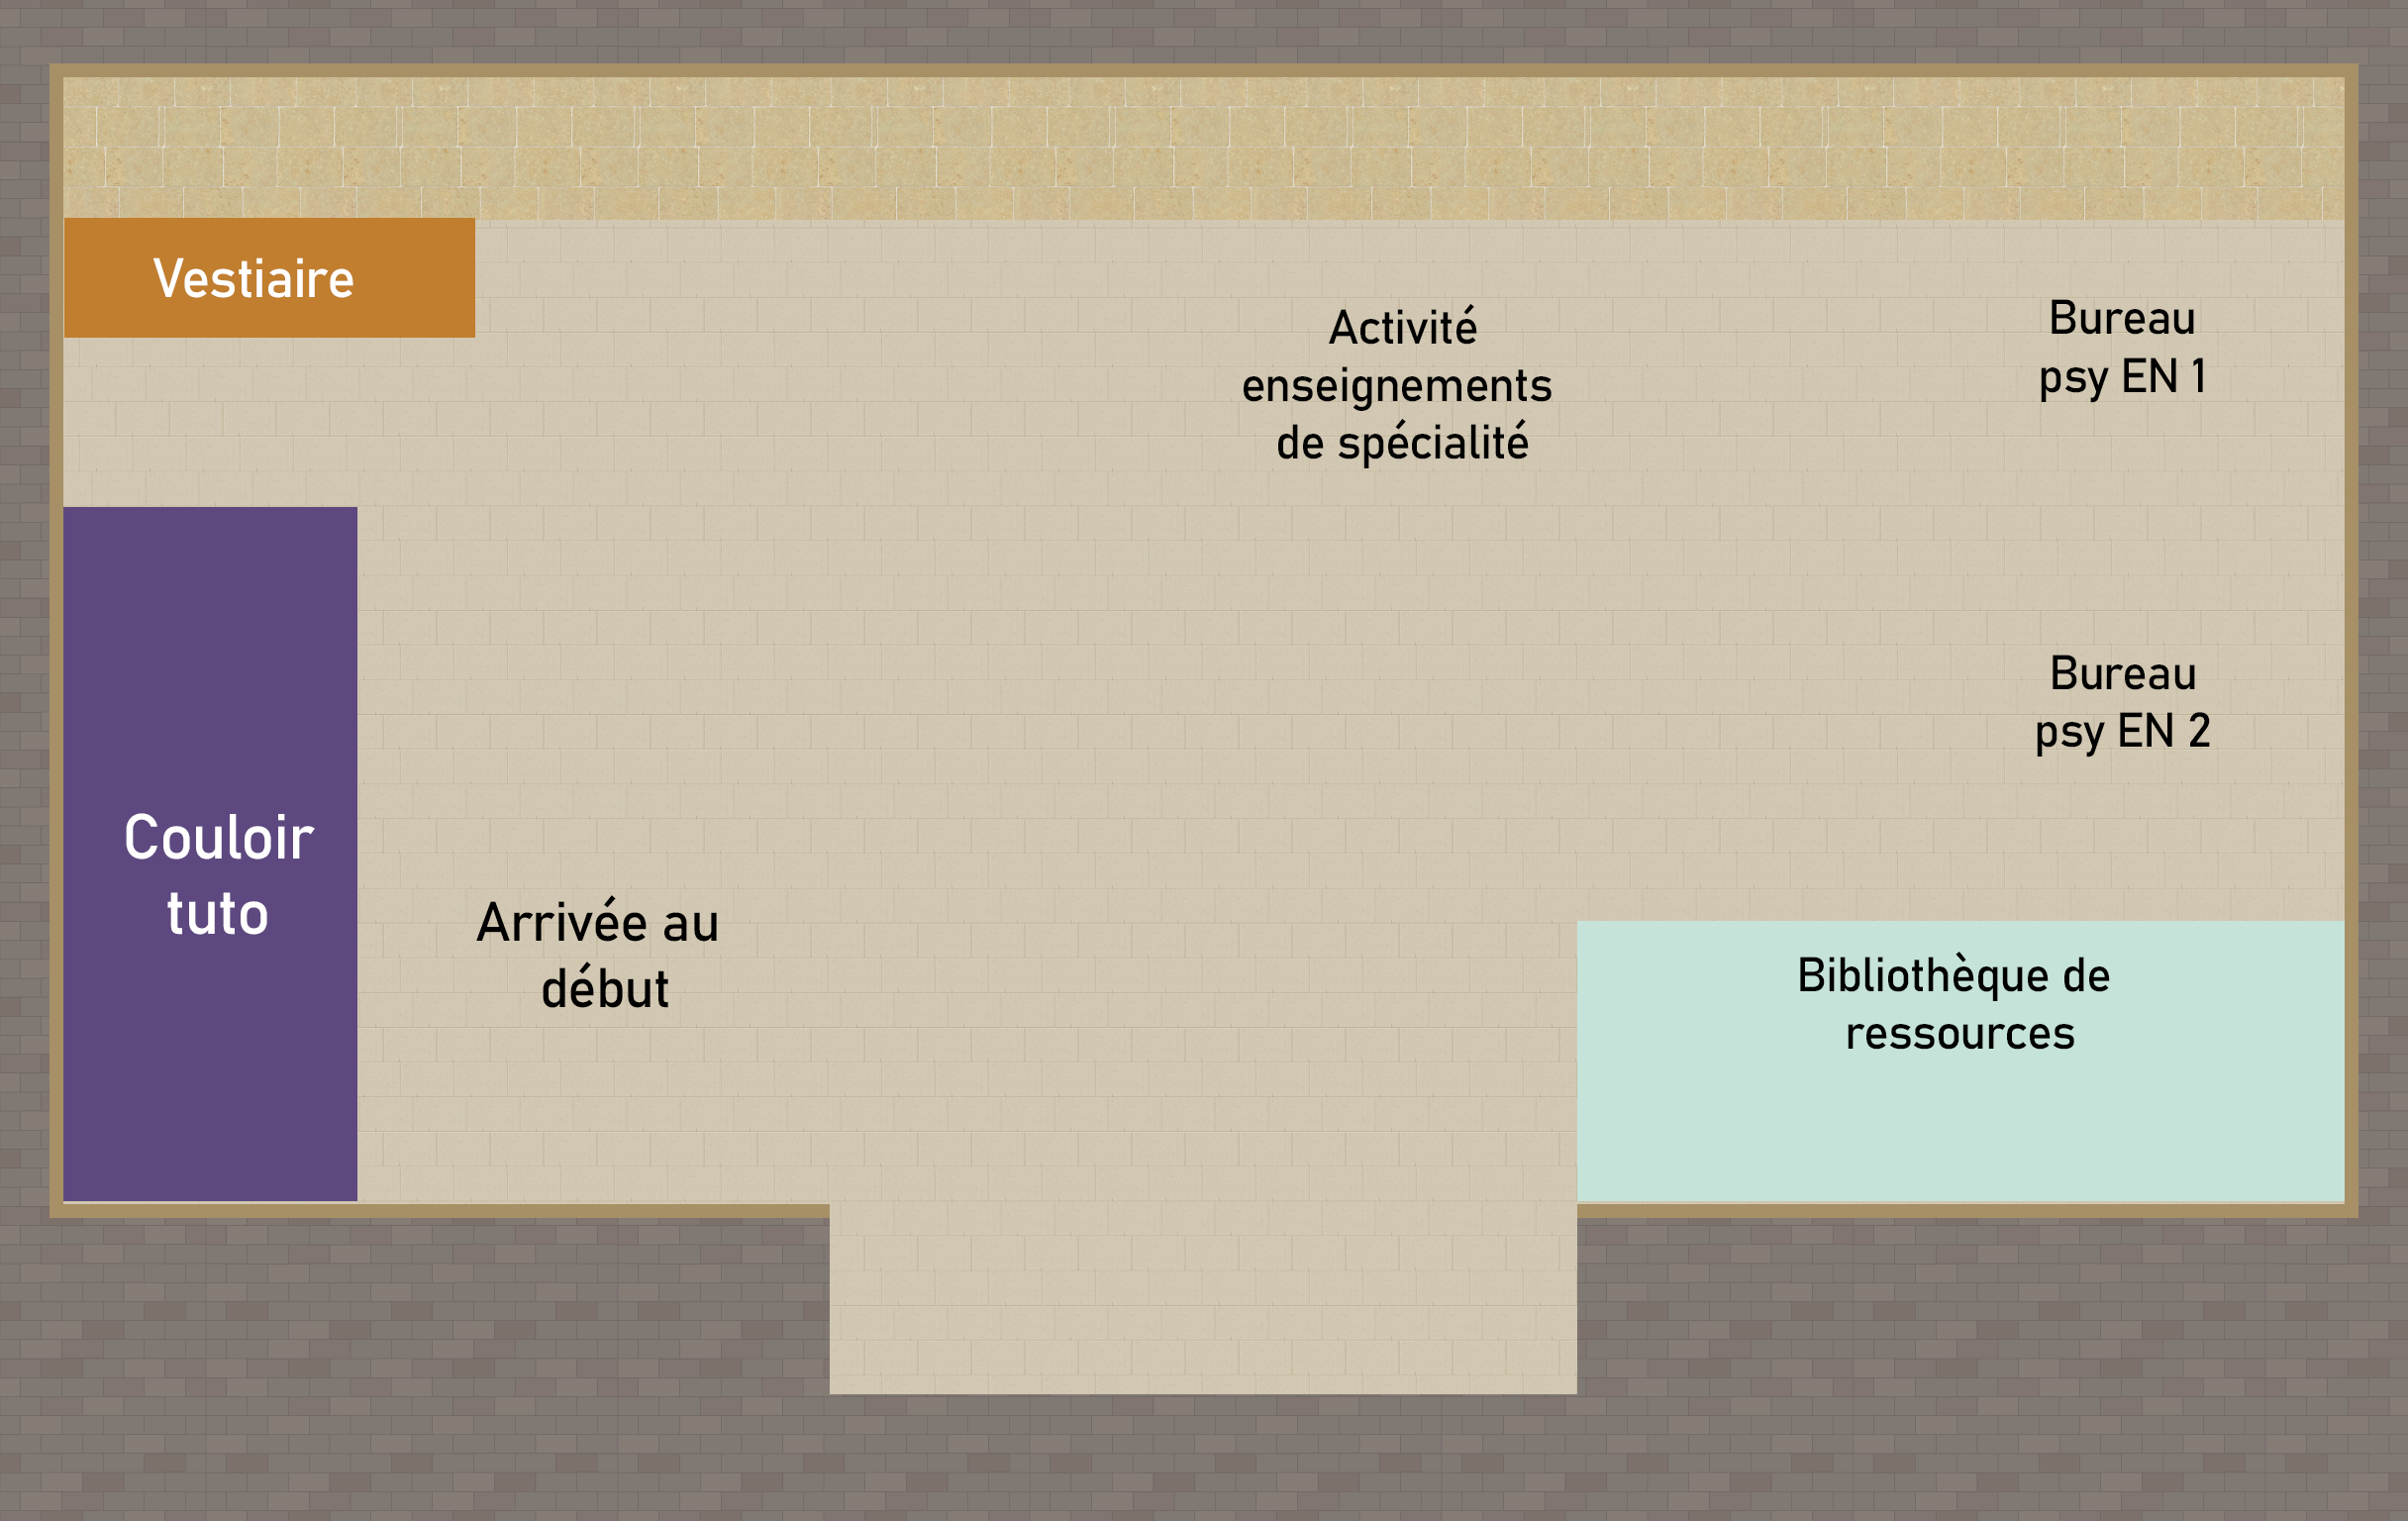 Vestiaire
Activité
enseignements
de spécialité
Bureau
psy EN 1
Bureau
psy EN 2
Couloir
tuto
Arrivée au
début
Bibliothèque de
ressources